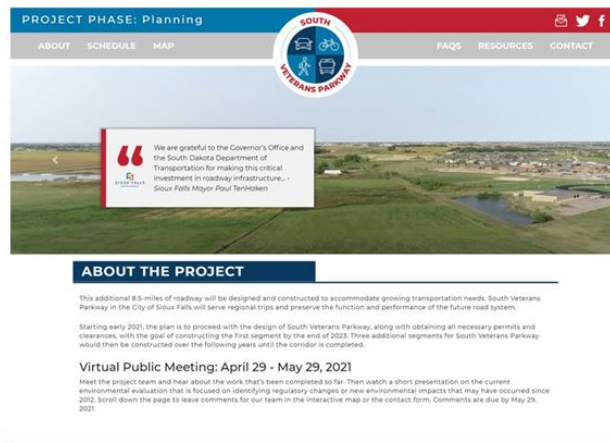 PROJECT PHASE: Planning
ABOUT SCHEDULE MAP
SOUTH
VETERANS PARKWAY
FAQS RESOURCES CONTACT
We are grateful to the Governor's Office and
the South Dakota Department of
Transportation for making this critical
investment in roadway infrastructure... -
Sioux Falls Mayor Paul TenHaken
SIOUX FALLS
ABOUT THE PROJECT
This additional 8.5-miles of roadway will be designed and constructed to accommodate growing transportation needs. South Veterans
Parkway in the City of Sioux Falls will serve regional trips and preserve the function and performance of the future road system.
Starting early 2021, the plan is to proceed with the design of South Veterans Parkway, along with obtaining all necessary permits and
clearances, with the goal of constructing the first segment by the end of 2023. Three additional segments for South Veterans Parkway
would then be constructed over the following years until the corridor is completed.
Virtual Public Meeting: April 29 - May 29, 2021
Meet the project team and hear about the work that's been completed so far. Then watch a short presentation on the current
environmental evaluation that is focused on identifying regulatory changes or new environmental impacts that may have occurred since
2012. Scroll down the page to leave comments for our team in the interactive map or the contact form. Comments are due by May 29,
2021.